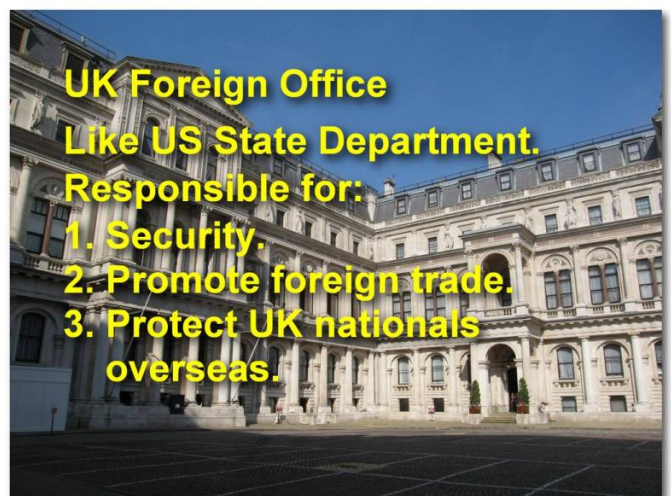 UK Foreign Office
Like US State Department.
Responsible for:
1. Security.
2. Promote foreign trade.
3. Protect UK nationals
overseas.